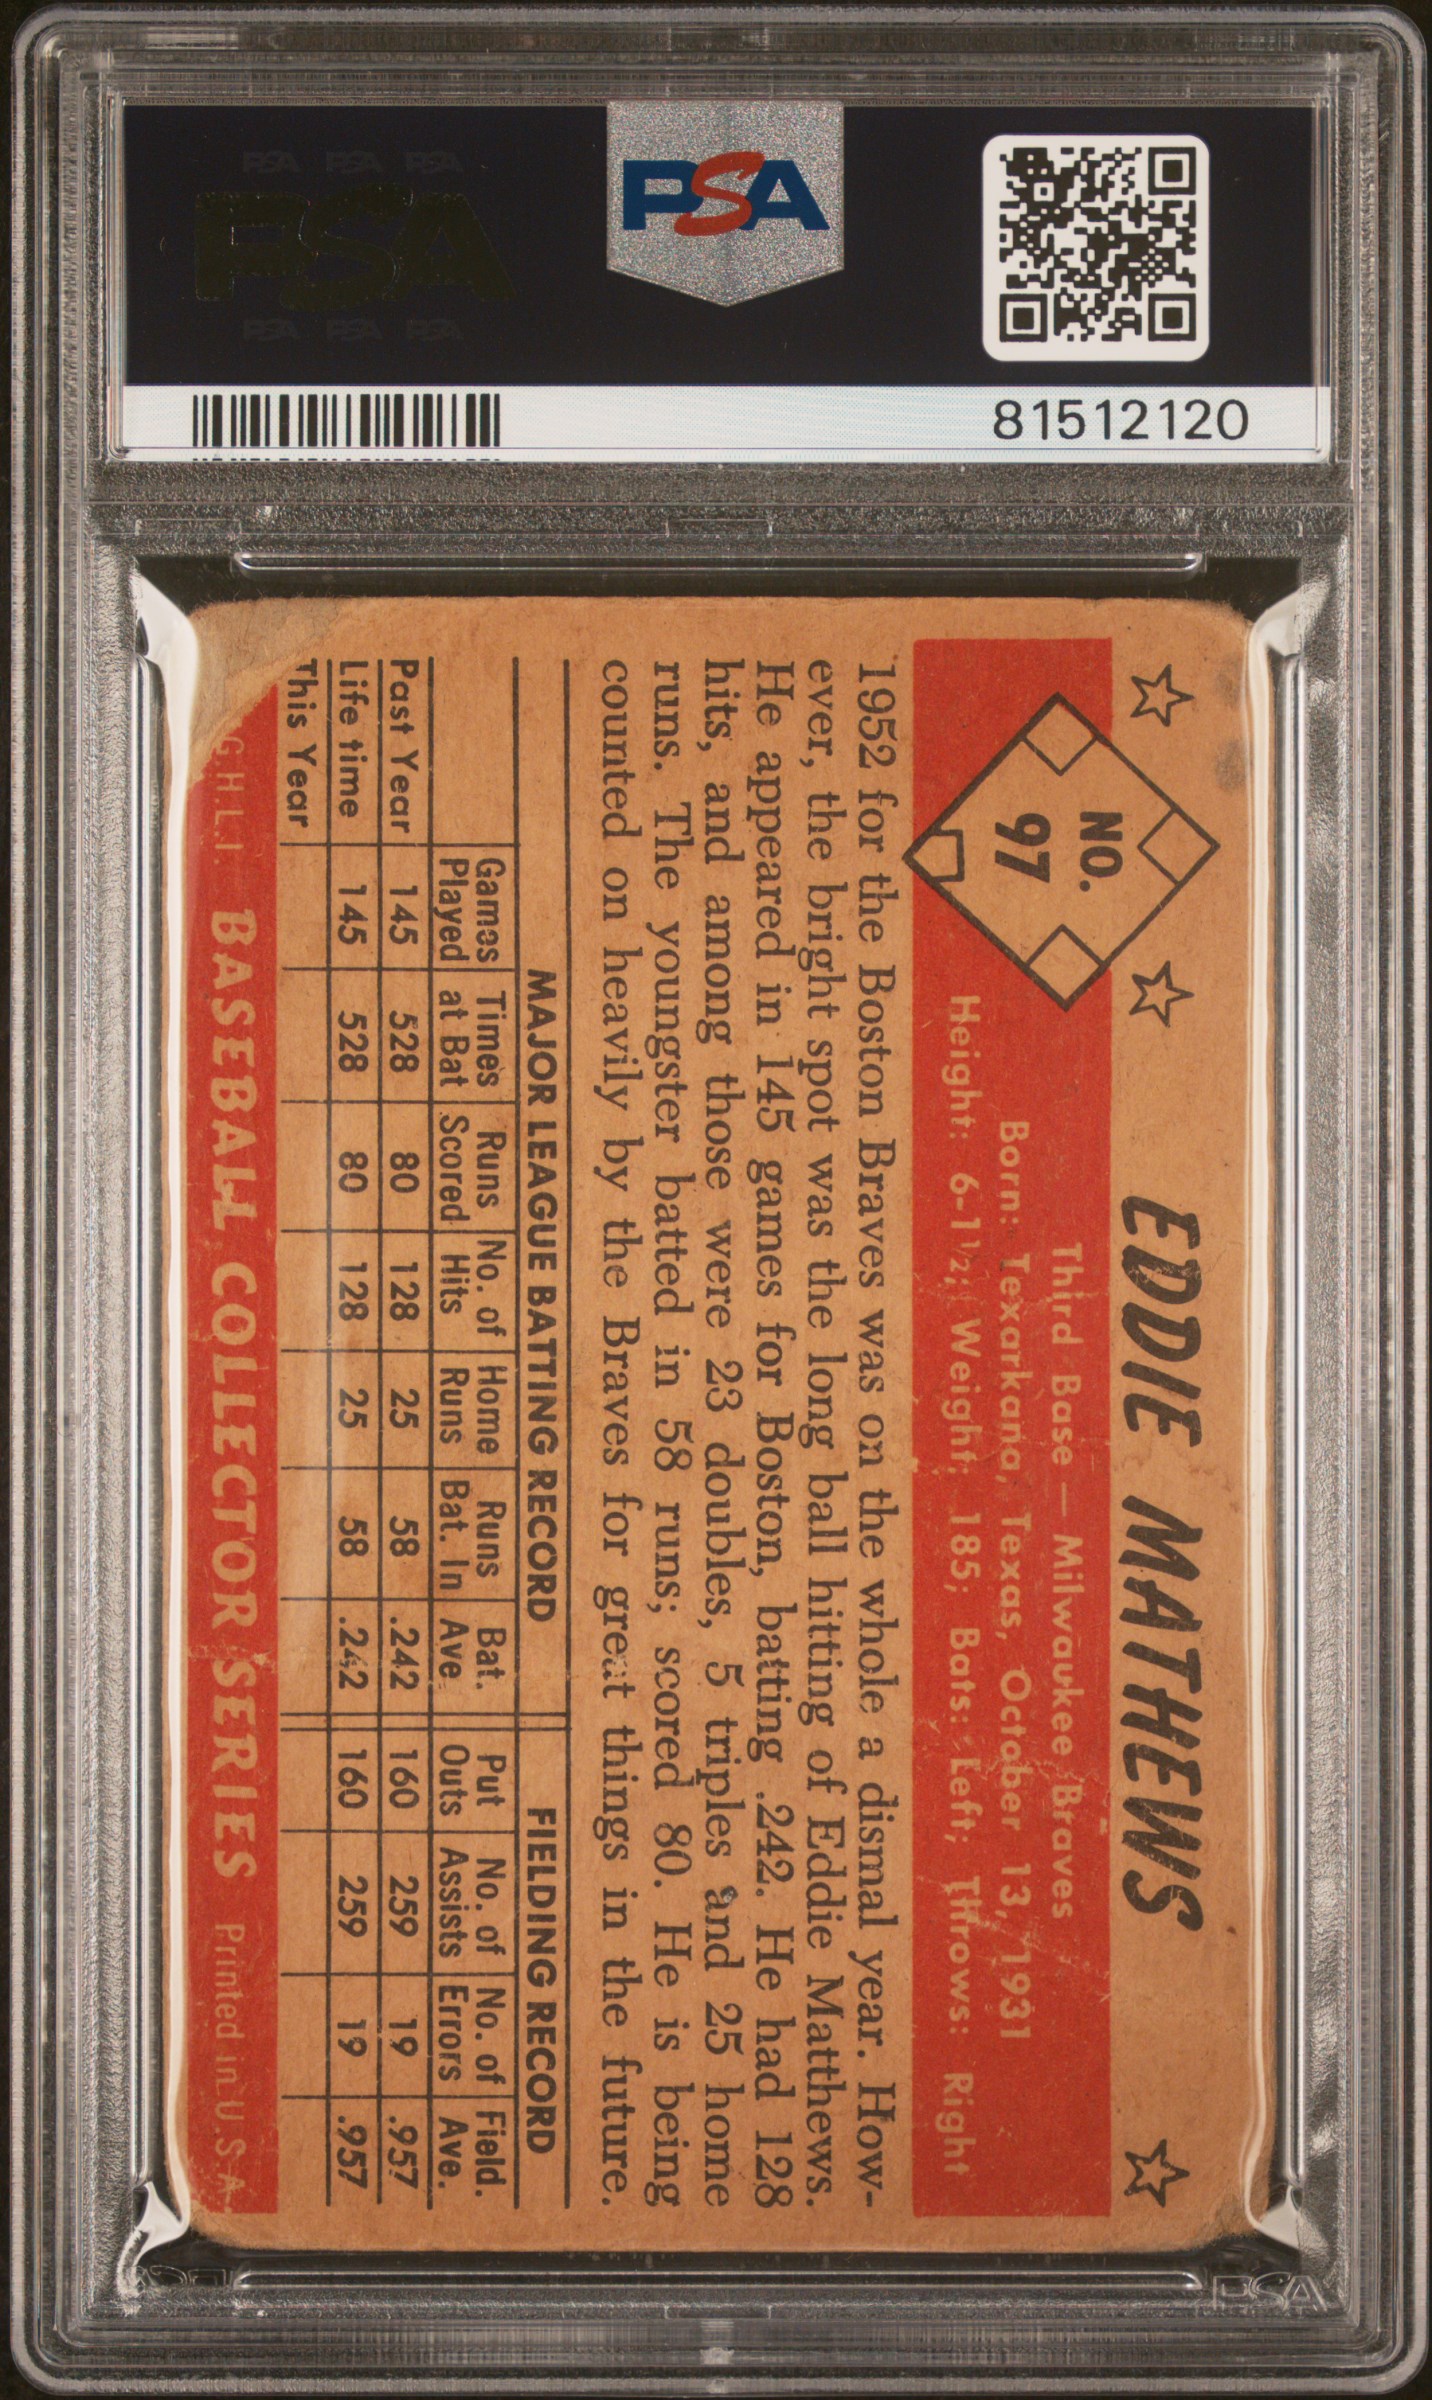 PSA PSA PSA
PSA
PSA PSA PSA
PSA
81512120
NO.
97
EDDIE MATHEWS
Third Base — Milwaukee Braves
Born: Texarkana, Texas, October 13, 1931
Height: 6-1½; Weight: 185; Bats: Left; Throws: Right
1952 for the Boston Braves was on the whole a dismal year. How-
ever, the bright spot was the long ball hitting of Eddie Matthews.
He appeared in 145 games for Boston, batting .242. He had 128
hits, and among those were 23 doubles, 5 triples and 25 home
runs. The youngster batted in 58 runs; scored 80. He is being
counted on heavily by the Braves for great things in the future.
MAJOR LEAGUE BATTING RECORD FIELDING RECORD
Games Times Runs No. of Home Runs Bat. Put No. of No. of Field.
Played at Bat Scored Hits Runs Bat. In Ave Outs Assists Errors Ave.
Past Year 145 528 80 128 25 58 .242 160 259 19 .957
Life time 145 528 80 128 25 58 .242 160 259 19 .957
This Year
G.H.L.I. BASEBALL COLLECTOR SERIES Printed in U.S.A.
PSA